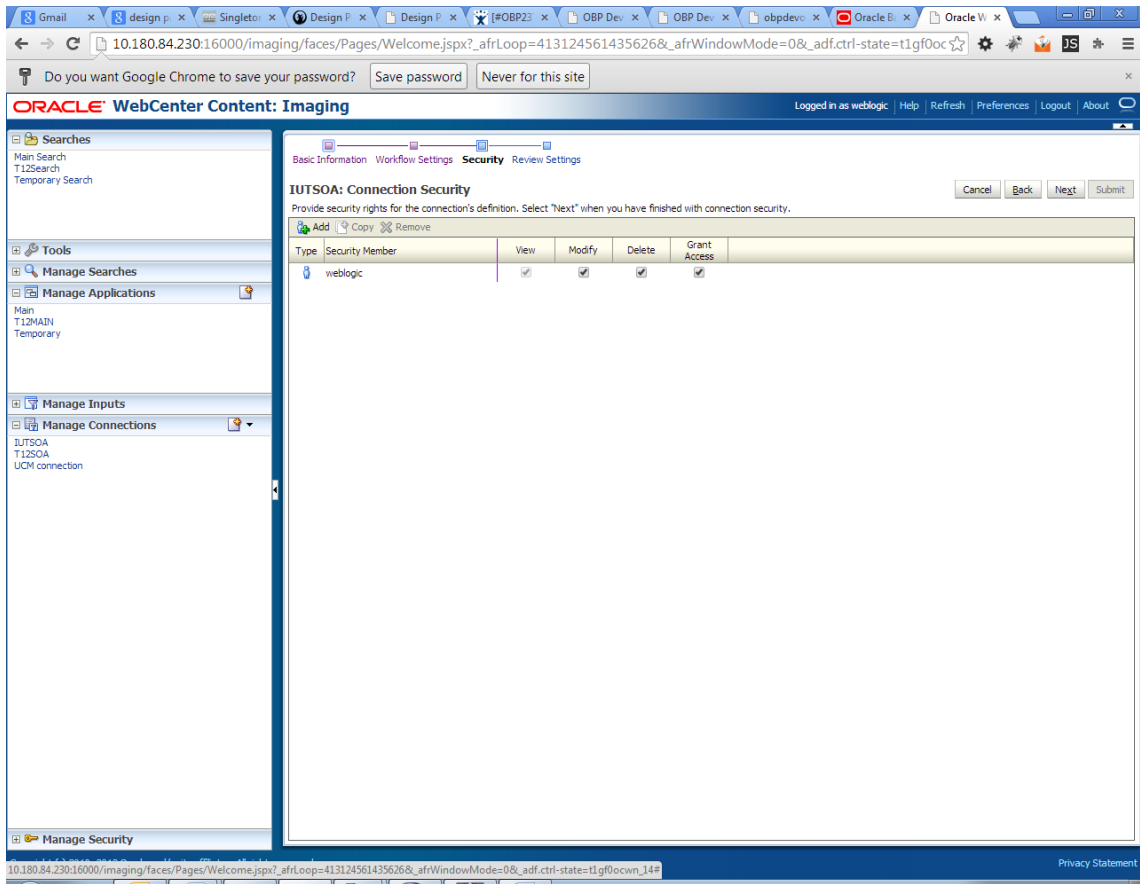 Gmail design p Singleton Design P Design P [#OBP23 OBP Dev OBP Dev obpdevo Oracle B Oracle W
10.180.84.230:16000/imaging/faces/Pages/Welcome.jspx?_afrLoop=413124561435626&_afrWindowMode=0&_adf.ctrl-state=t1gf0oc
Do you want Google Chrome to save your password? Save password Never for this site
ORACLE WebCenter Content: Imaging
Logged in as weblogic Help Refresh Preferences Logout About
Searches
Main Search
T12Search
Temporary Search
Tools
Manage Searches
Manage Applications
Main
T12MAIN
Temporary
Manage Inputs
Manage Connections
IUTSOA
T12SOA
UCM connection
Manage Security
Basic Information Workflow Settings Security Review Settings
IUTSOA: Connection Security
Cancel Back Next Submit
Provide security rights for the connection's definition. Select "Next" when you have finished with connection security.
Add Copy Remove
Type Security Member View Modify Delete Grant Access
weblogic
Privacy Statement
10.180.84.230:16000/imaging/faces/Pages/Welcome.jspx?_afrLoop=413124561435626&_afrWindowMode=0&_adf.ctrl-state=t1gf0ocwn_14#